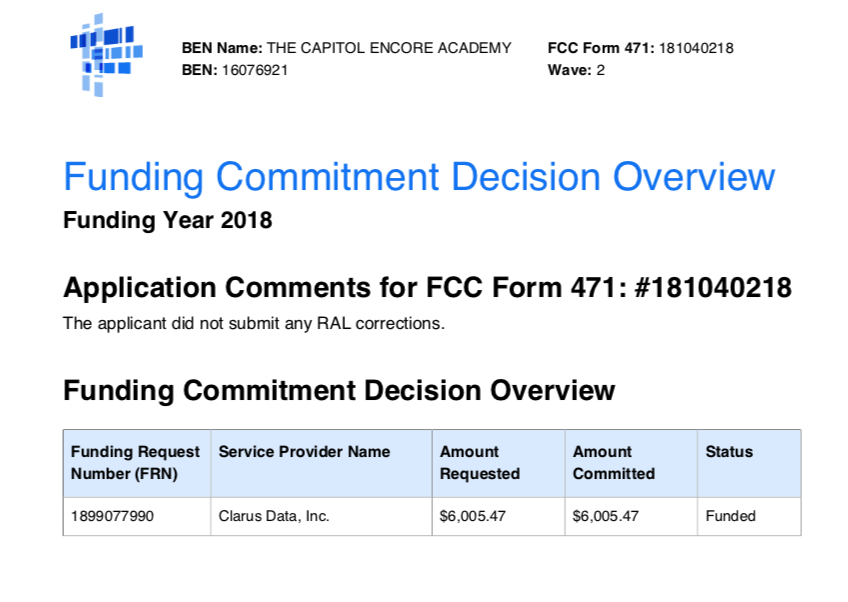 BEN Name: THE CAPITOL ENCORE ACADEMY FCC Form 471: 181040218
BEN: 16076921 Wave: 2
Funding Commitment Decision Overview
Funding Year 2018
Application Comments for FCC Form 471: #181040218
The applicant did not submit any RAL corrections.
Funding Commitment Decision Overview
Funding Request Number (FRN) Service Provider Name Amount Requested Amount Committed Status
1899077990 Clarus Data, Inc. $6,005.47 $6,005.47 Funded